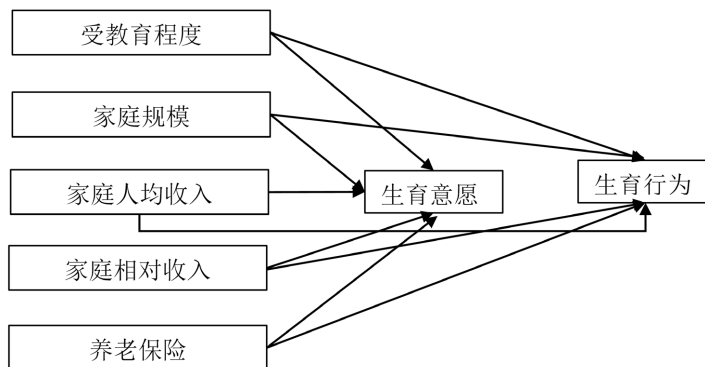 受教育程度
家庭规模
家庭人均收入
生育意愿
生育行为
家庭相对收入
养老保险